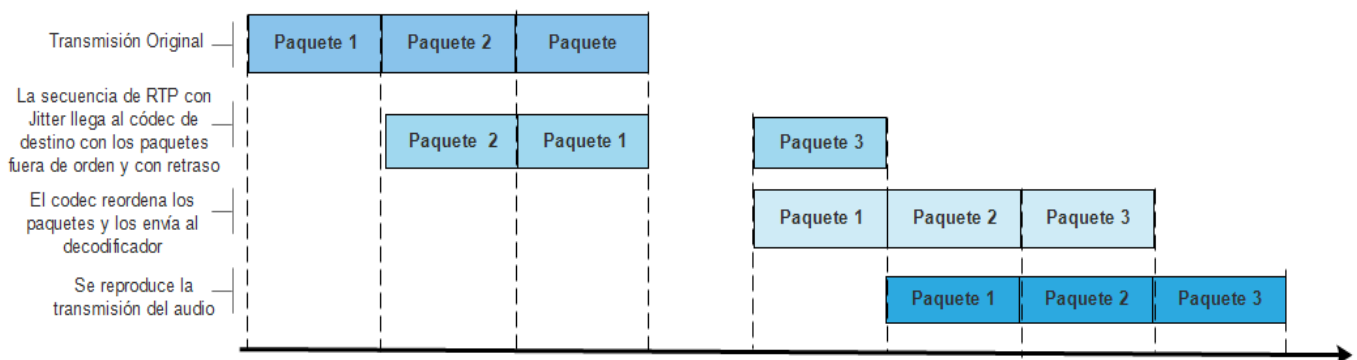 Transmisión Original
Paquete 1
Paquete 2
Paquete
La secuencia de RTP con
Jitter llega al códec de
destino con los paquetes
fuera de orden y con retraso
Paquete 2
Paquete 1
Paquete 3
El codec reordena los
paquetes y los envía al
decodificador
Paquete 1
Paquete 2
Paquete 3
Se reproduce la
transmisión del audio
Paquete 1
Paquete 2
Paquete 3